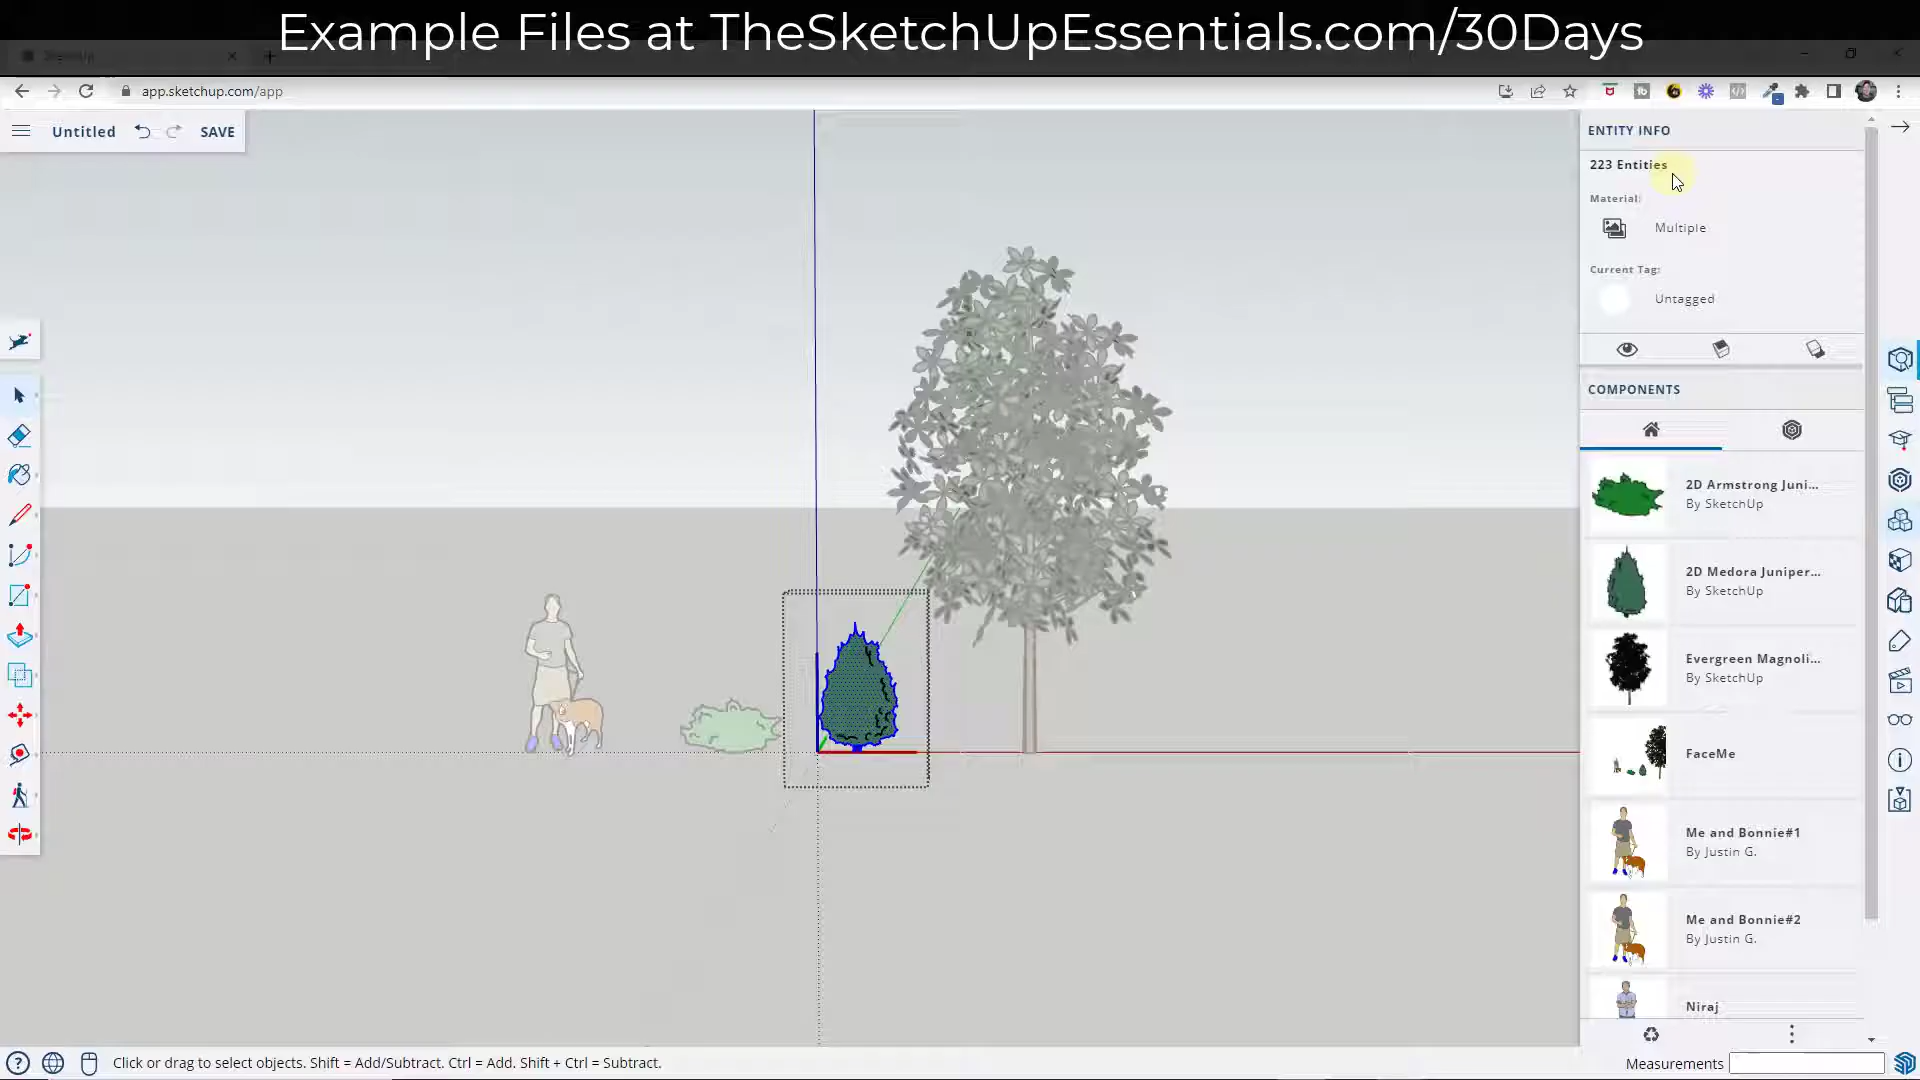 Example Files at TheSketchUpEssentials.com/30Days
app.sketchup.com/app
Untitled
SAVE
ENTITY INFO
223 Entities
Material:
Multiple
Current Tag:
Untagged
COMPONENTS
2D Armstrong Juni...
By SketchUp
2D Medora Juniper...
By SketchUp
Evergreen Magnoli...
By SketchUp
FaceMe
Me and Bonnie#1
By Justin G.
Me and Bonnie#2
By Justin G.
Niraj
Click or drag to select objects. Shift = Add/Subtract. Ctrl = Add. Shift + Ctrl = Subtract.
Measurements